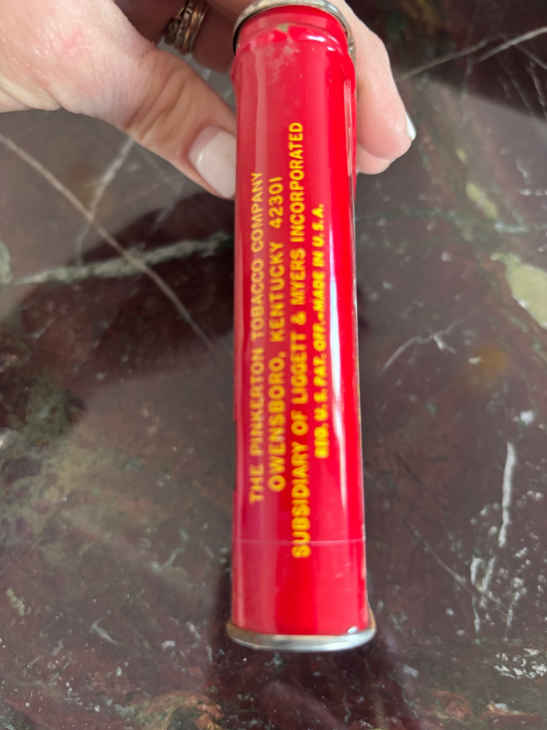 THE PINKERTON TOBACCO COMPANY
OWENSBORO, KENTUCKY 42301
SUBSIDIARY OF LIGGETT & MYERS INCORPORATED
REG. U.S. PAT. OFF.–MADE IN U.S.A.